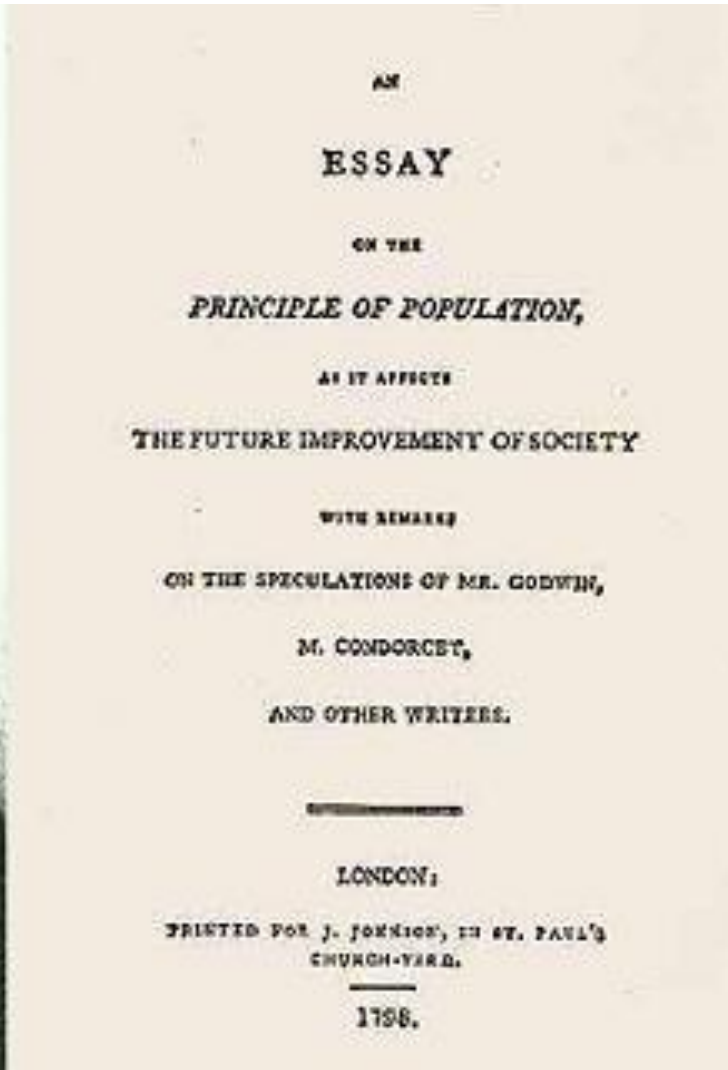 AN
ESSAY
ON THE
PRINCIPLE OF POPULATION,
AS IT AFFECTS
THE FUTURE IMPROVEMENT OF SOCIETY
WITH REMARKS
ON THE SPECULATIONS OF MR. GODWIN,
M. CONDORCET,
AND OTHER WRITERS.
LONDON:
PRINTED FOR J. JOHNSON, IN ST. PAUL'S
CHURCH-YARD.
1798.